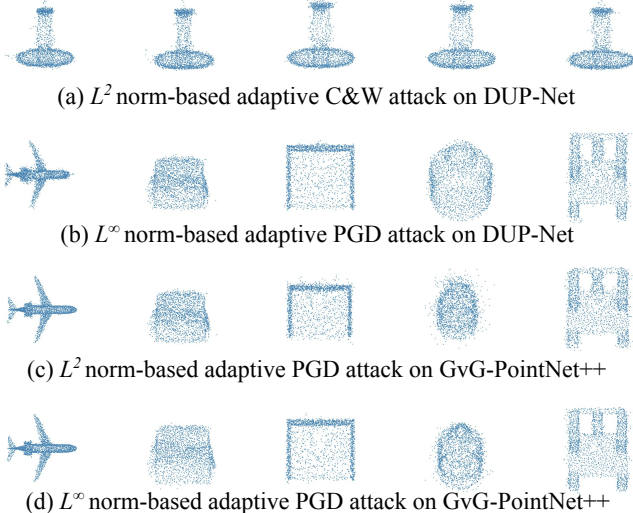 (a) L² norm-based adaptive C&W attack on DUP-Net
(b) L∞ norm-based adaptive PGD attack on DUP-Net
(c) L² norm-based adaptive PGD attack on GvG-PointNet++
(d) L∞ norm-based adaptive PGD attack on GvG-PointNet++